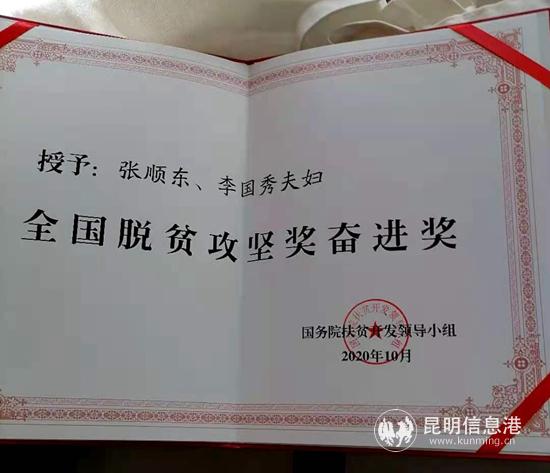 授予：张顺东、李国秀夫妇
全国脱贫攻坚奖奋进奖
国务院扶贫开发领导小组
2020年10月
昆明信息港
www.kunming.cn